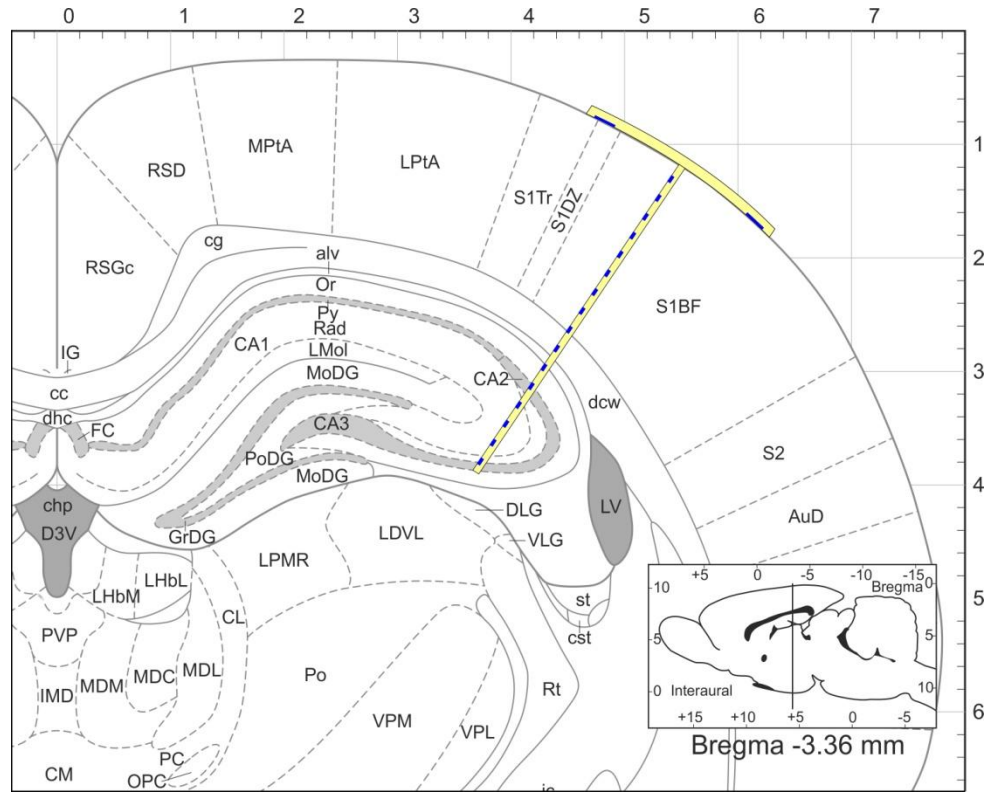 0 1 2 3 4 5 6 7
1
2
3
4
5
6
RSD
MPtA
LPtA
S1Tr
S1DZ
RSGc
cg
alv
Or
Py
Rad
LMol
MoDG
CA1
CA2
CA3
S1BF
IG
cc
dhc
FC
dcw
S2
AuD
PoDG
MoDG
GrDG
chp
D3V
LV
DLG
VLG
LDVL
LPMR
LHbM
LHbL
CL
st
cst
PVP
IMD
MDM
MDC
MDL
Po
Rt
VPM
VPL
PC
OPC
CM
ic
+5 0 -5 -10 -15
10
5
0
Bregma
0
5
10
Interaural
+15 +10 +5 0 -5
Bregma -3.36 mm